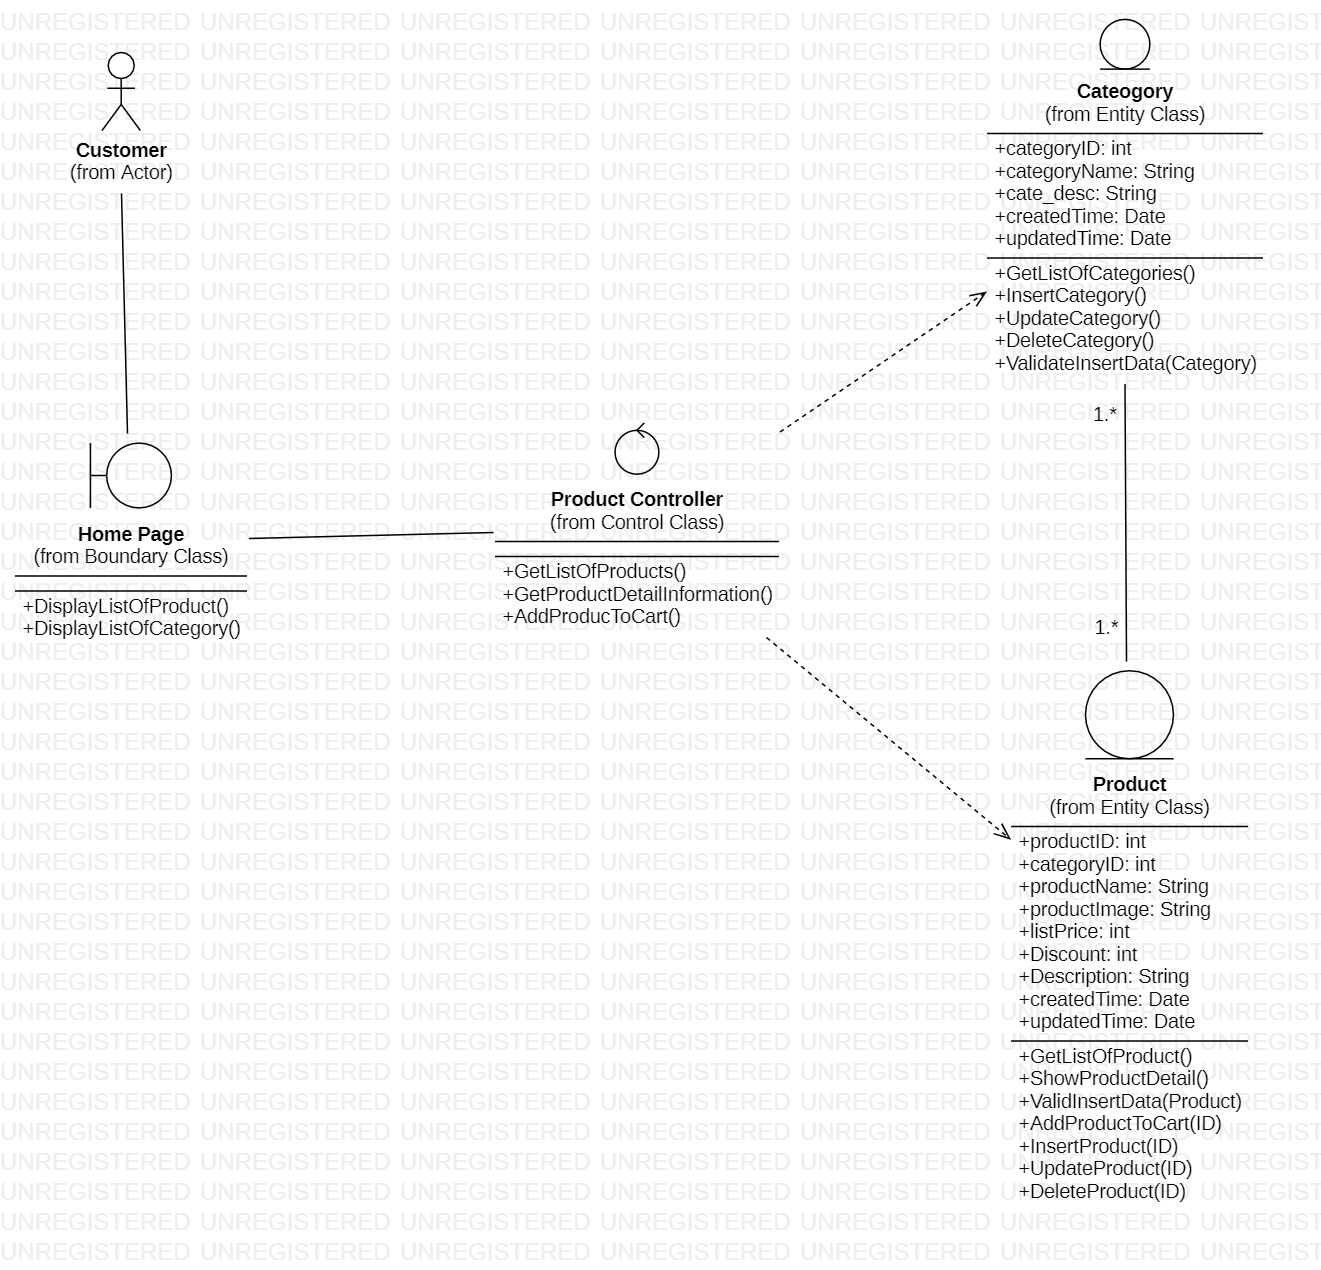 Customer
(from Actor)
Home Page
(from Boundary Class)
+DisplayListOfProduct()
+DisplayListOfCategory()
Product Controller
(from Control Class)
+GetListOfProducts()
+GetProductDetailInformation()
+AddProducToCart()
Cateogory
(from Entity Class)
+categoryID: int
+categoryName: String
+cate_desc: String
+createdTime: Date
+updatedTime: Date
+GetListOfCategories()
+InsertCategory()
+UpdateCategory()
+DeleteCategory()
+ValidateInsertData(Category)
1.*
1.*
Product
(from Entity Class)
+productID: int
+categoryID: int
+productName: String
+productImage: String
+listPrice: int
+Discount: int
+Description: String
+createdTime: Date
+updatedTime: Date
+GetListOfProduct()
+ShowProductDetail()
+ValidInsertData(Product)
+AddProductToCart(ID)
+InsertProduct(ID)
+UpdateProduct(ID)
+DeleteProduct(ID)
UNREGISTERED